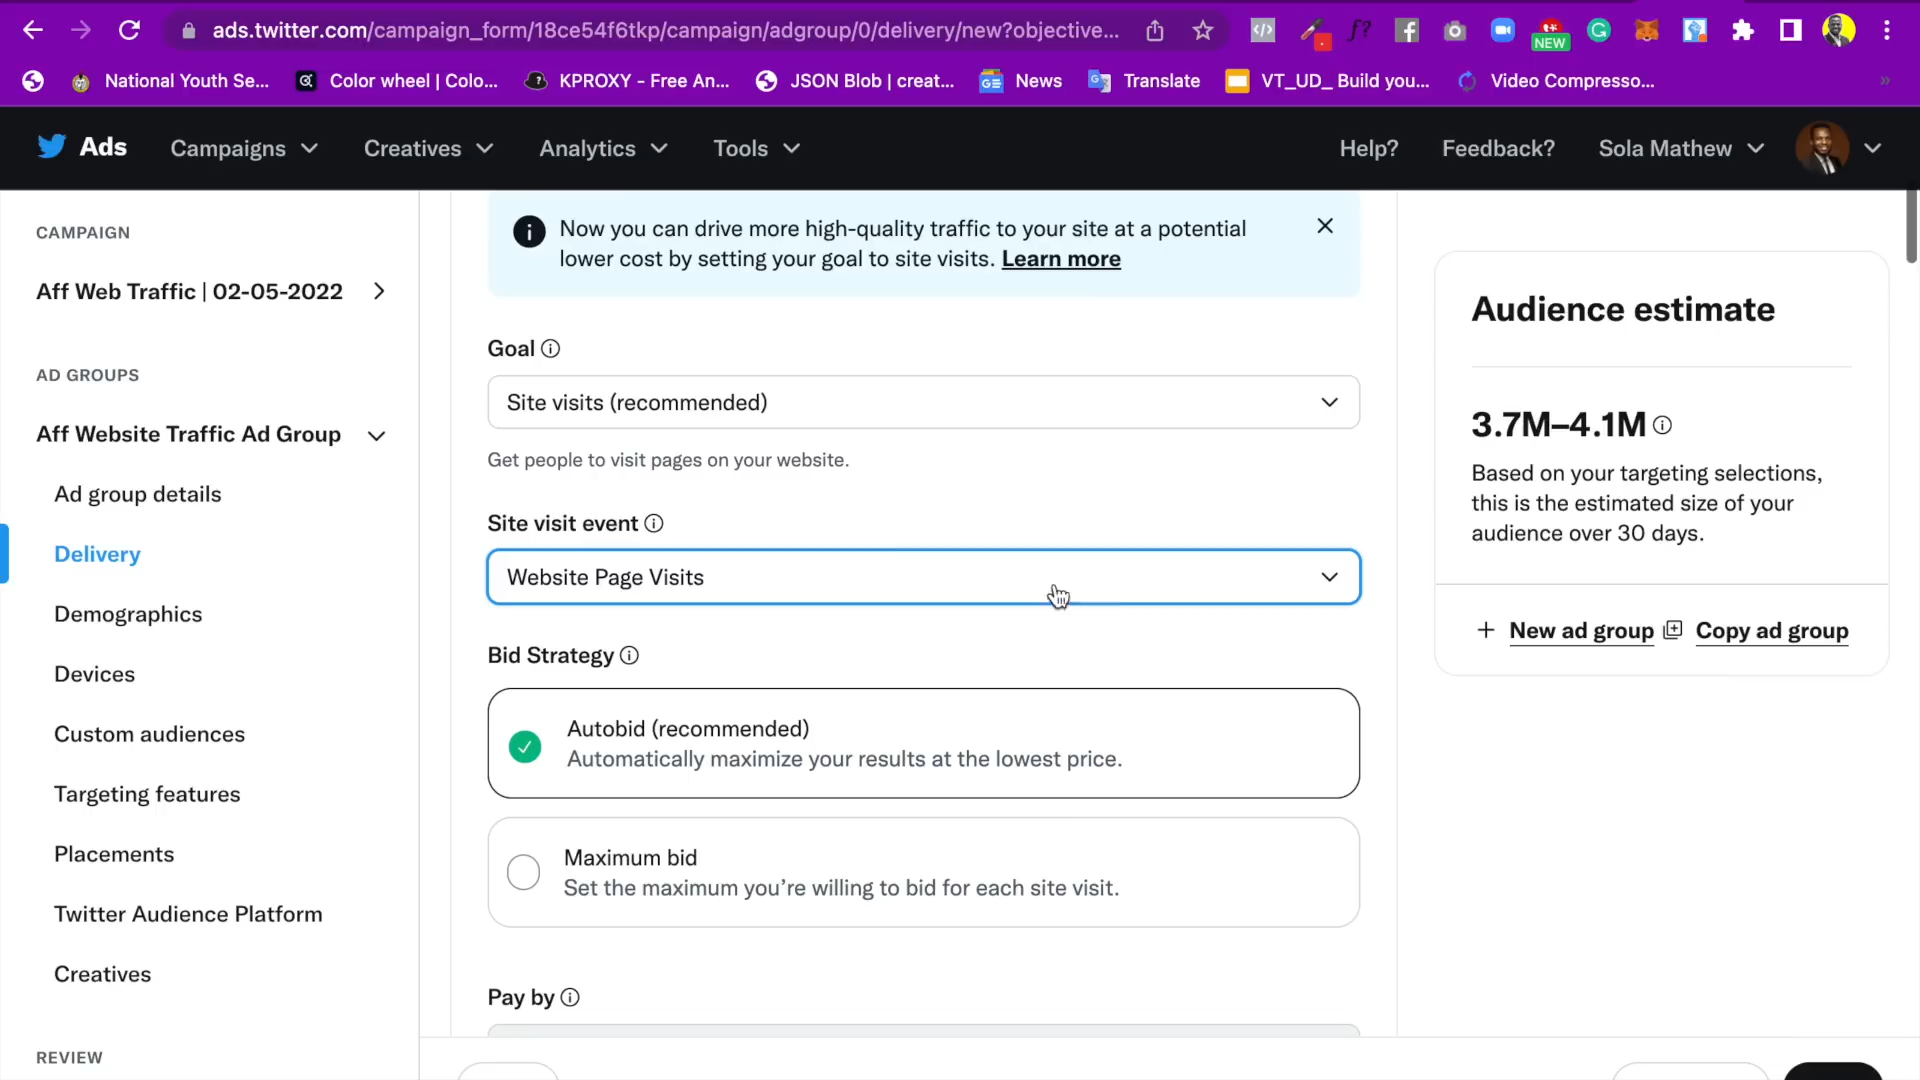 ads.twitter.com/campaign_form/18ce54f6tkp/campaign/adgroup/0/delivery/new?objective...
f?
NEW
National Youth Se...
Color wheel | Colo...
KPROXY - Free An...
JSON Blob | creat...
GE
News
Translate
VT_UD_ Build you...
Video Compresso...
»
Ads
Campaigns
Creatives
Analytics
Tools
Help?
Feedback?
Sola Mathew
CAMPAIGN
Aff Web Traffic | 02-05-2022
AD GROUPS
Aff Website Traffic Ad Group
Ad group details
Delivery
Demographics
Devices
Custom audiences
Targeting features
Placements
Twitter Audience Platform
Creatives
REVIEW
Now you can drive more high-quality traffic to your site at a potential
lower cost by setting your goal to site visits. Learn more
Goal
Site visits (recommended)
Get people to visit pages on your website.
Site visit event
Website Page Visits
Bid Strategy
Autobid (recommended)
Automatically maximize your results at the lowest price.
Maximum bid
Set the maximum you’re willing to bid for each site visit.
Pay by
Audience estimate
3.7M–4.1M
Based on your targeting selections,
this is the estimated size of your
audience over 30 days.
+ New ad group
Copy ad group